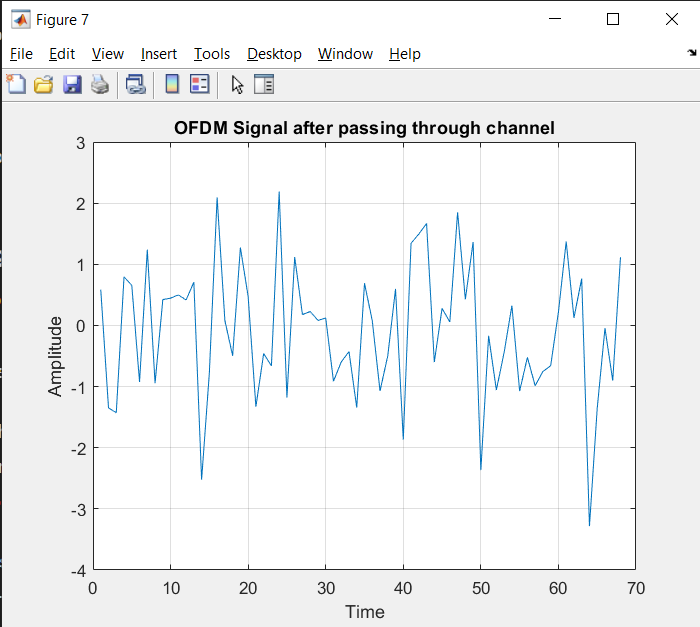 Figure 7
File Edit View Insert Tools Desktop Window Help
OFDM Signal after passing through channel
3
2
1
0
-1
-2
-3
-4
Amplitude
0 10 20 30 40 50 60 70
Time